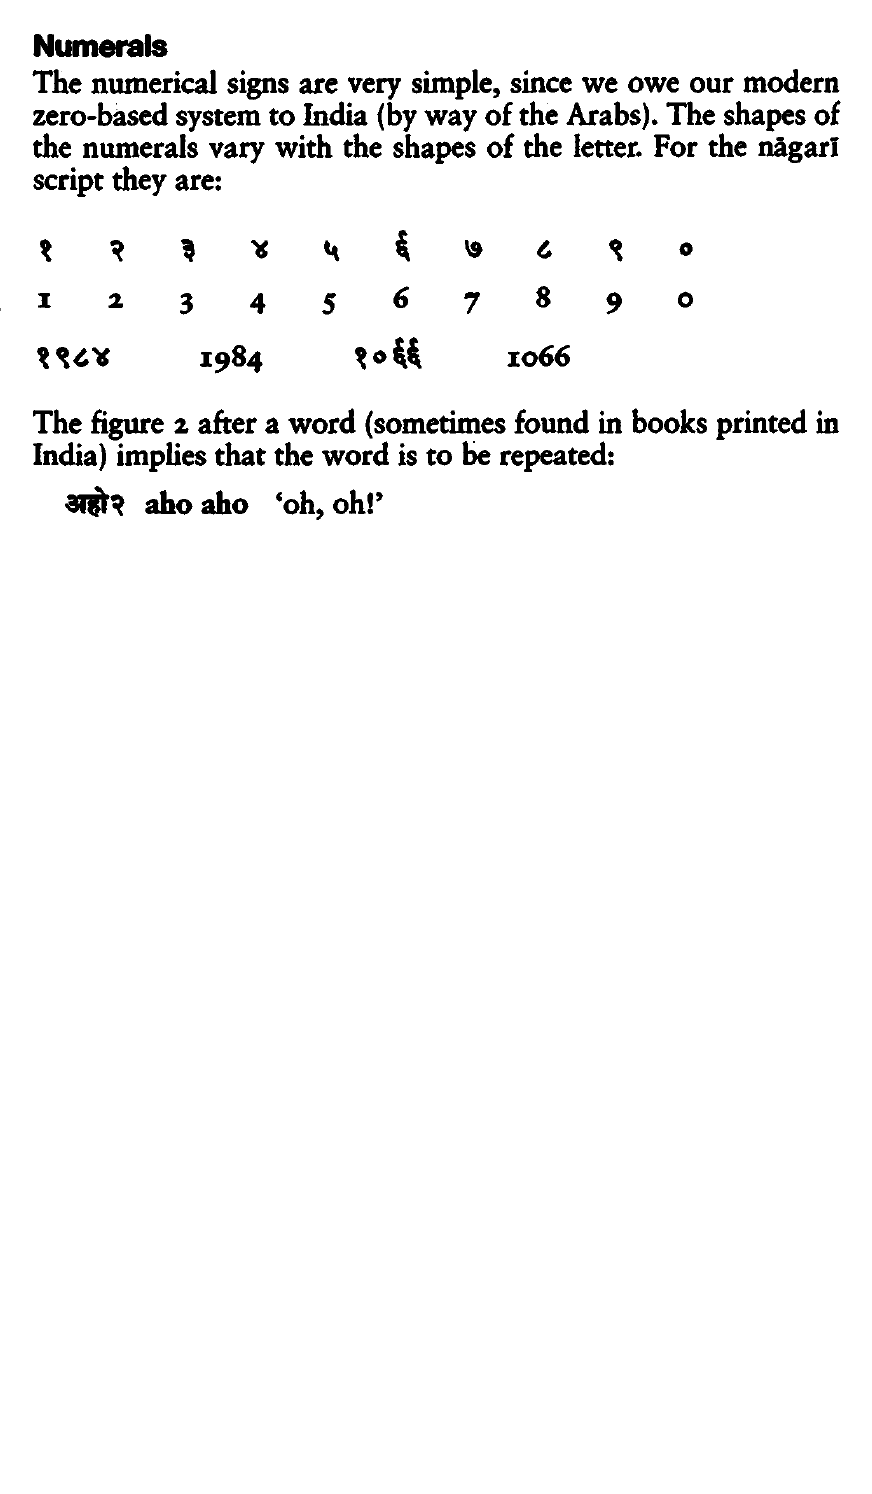 Numerals
The numerical signs are very simple, since we owe our modern
zero-based system to India (by way of the Arabs). The shapes of
the numerals vary with the shapes of the letter. For the nāgarī
script they are:
१ २ ३ ४ ५ ६ ७ ८ ९ ०
1 2 3 4 5 6 7 8 9 0
१९८४ 1984 १०६६ 1066
The figure 2 after a word (sometimes found in books printed in
India) implies that the word is to be repeated:
अहो२ aho aho ‘oh, oh!’